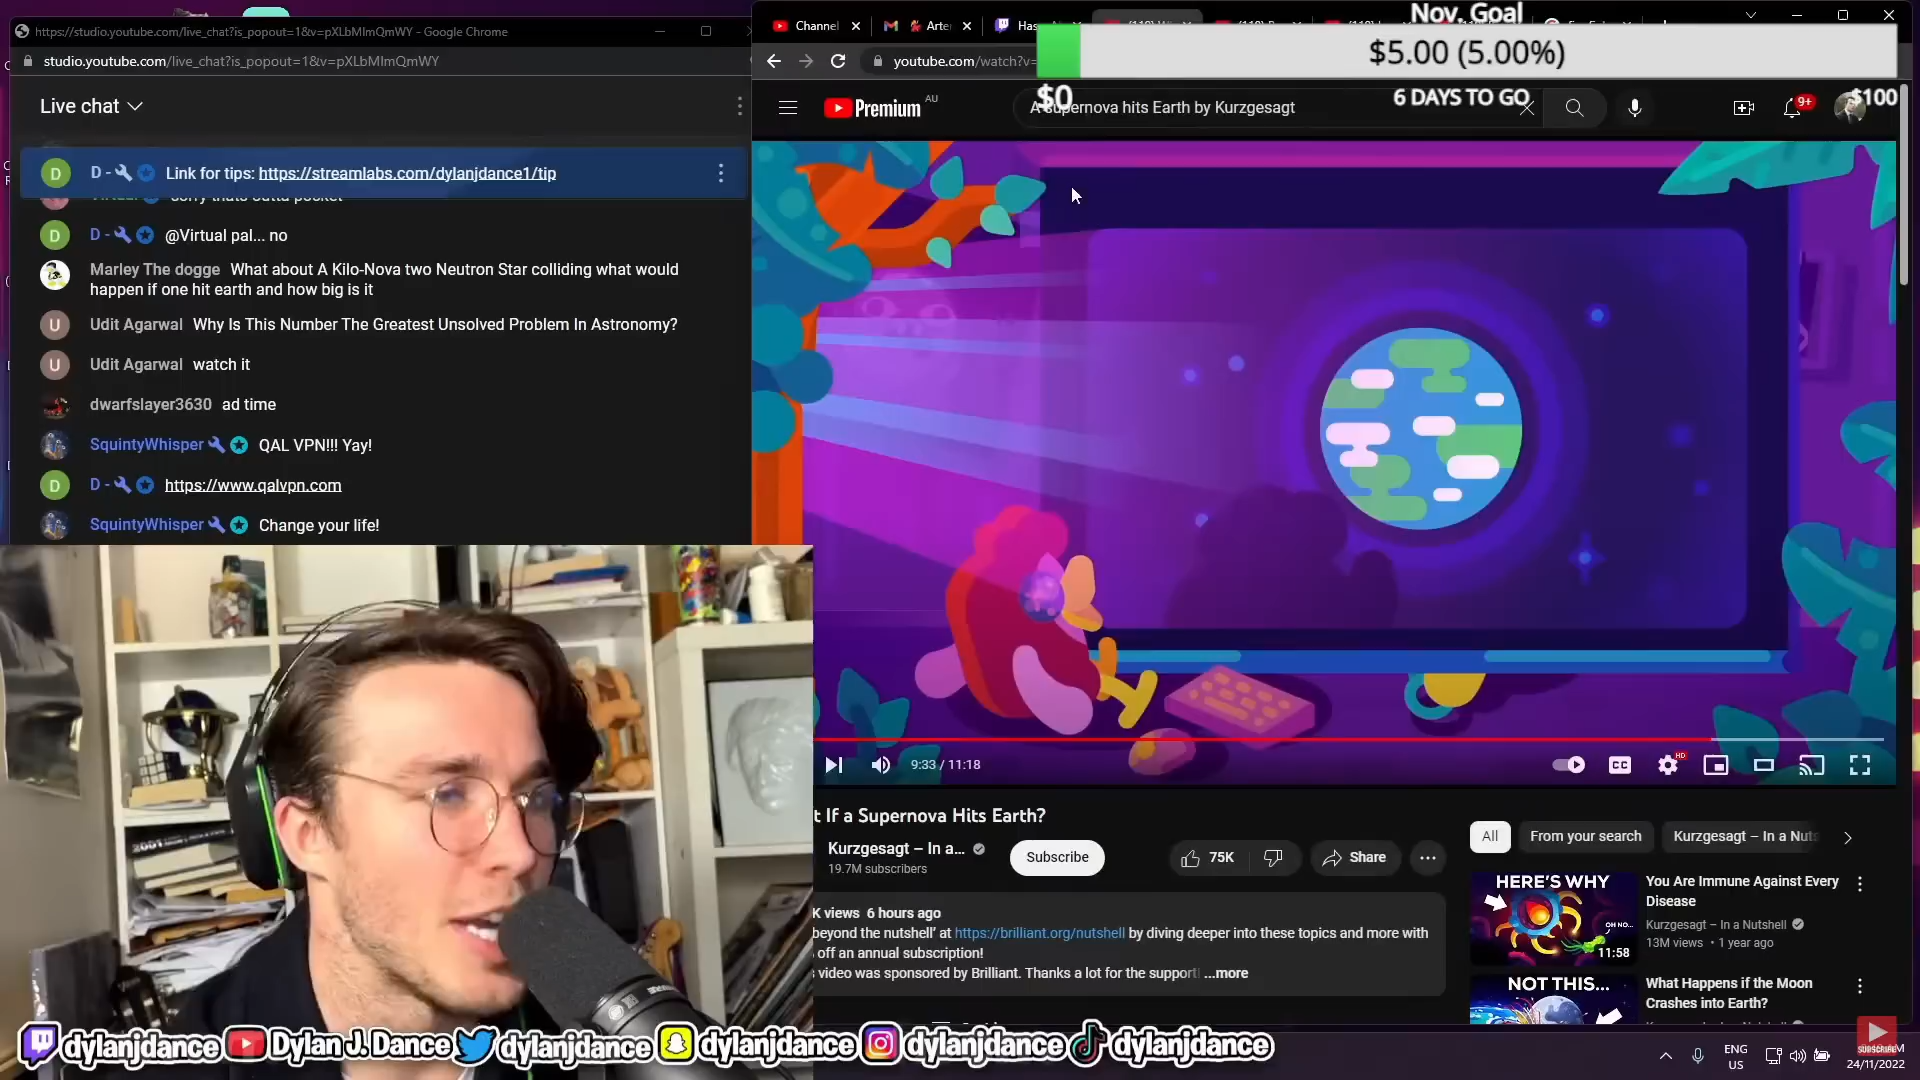 https://studio.youtube.com/live_chat?is_popout=1&v=pXLbMlmQmWY - Google Chrome
studio.youtube.com/live_chat?is_popout=1&v=pXLbMlmQmWY
Live chat
D
D -
Link for tips: https://streamlabs.com/dylanjdance1/tip
D
D -
@Virtual pal... no
Marley The dogge What about A Kilo-Nova two Neutron Star colliding what would
happen if one hit earth and how big is it
U
Udit Agarwal Why Is This Number The Greatest Unsolved Problem In Astronomy?
U
Udit Agarwal watch it
dwarfslayer3630 ad time
SquintyWhisper QAL VPN!!! Yay!
D
D -
https://www.qalvpn.com
SquintyWhisper Change your life!
Channel
Arte
Has
Nov. Goal
$5.00 (5.00%)
$0
6 DAYS TO GO
$100
youtube.com/watch?v=
Premium
AU
A supernova hits Earth by Kurzgesagt
9+
9:33 / 11:18
CC
HD
t If a Supernova Hits Earth?
Kurzgesagt – In a...
19.7M subscribers
Subscribe
75K
Share
K views 6 hours ago
beyond the nutshell' at https://brilliant.org/nutshell by diving deeper into these topics and more with
off an annual subscription!
video was sponsored by Brilliant. Thanks a lot for the support! ...more
All
From your search
Kurzgesagt – In a Nuts
HERE'S WHY
OH NO...
11:58
You Are Immune Against Every
Disease
Kurzgesagt – In a Nutshell
13M views • 1 year ago
NOT THIS...
What Happens if the Moon
Crashes into Earth?
2001
dylanjdance
Dylan J. Dance
dylanjdance
dylanjdance
dylanjdance
dylanjdance
SUBSCRIBE
ENG
US
24/11/2022